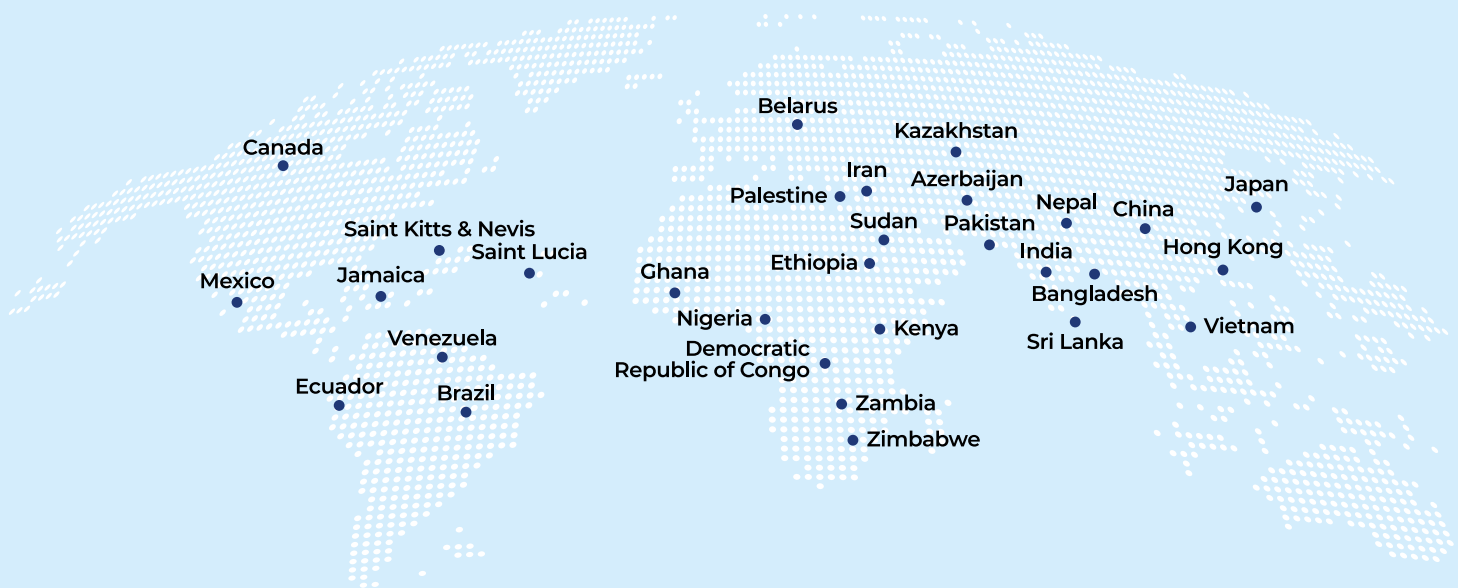 Belarus
Kazakhstan
Canada
Iran
Azerbaijan
Japan
Palestine
Nepal
China
Sudan
Pakistan
Saint Kitts & Nevis
Saint Lucia
India
Hong Kong
Ethiopia
Ghana
Jamaica
Mexico
Bangladesh
Nigeria
Kenya
Vietnam
Venezuela
Sri Lanka
Democratic
Republic of Congo
Ecuador
Brazil
Zambia
Zimbabwe